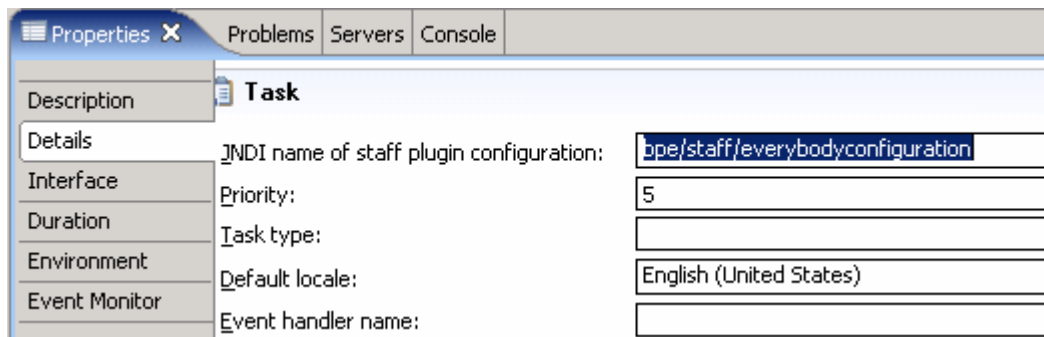 Properties Problems Servers Console
Task
Description
Details
Interface
Duration
Environment
Event Monitor
JNDI name of staff plugin configuration: bpe/staff/everybodyconfiguration
Priority: 5
Task type:
Default locale: English (United States)
Event handler name: